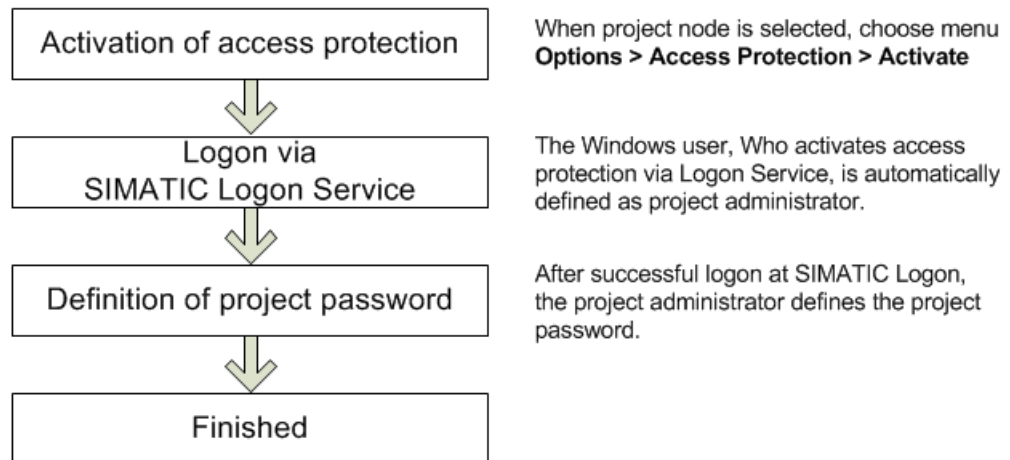 Activation of access protection
When project node is selected, choose menu
Options > Access Protection > Activate
Logon via
SIMATIC Logon Service
The Windows user, Who activates access
protection via Logon Service, is automatically
defined as project administrator.
Definition of project password
After successful logon at SIMATIC Logon,
the project administrator defines the project
password.
Finished